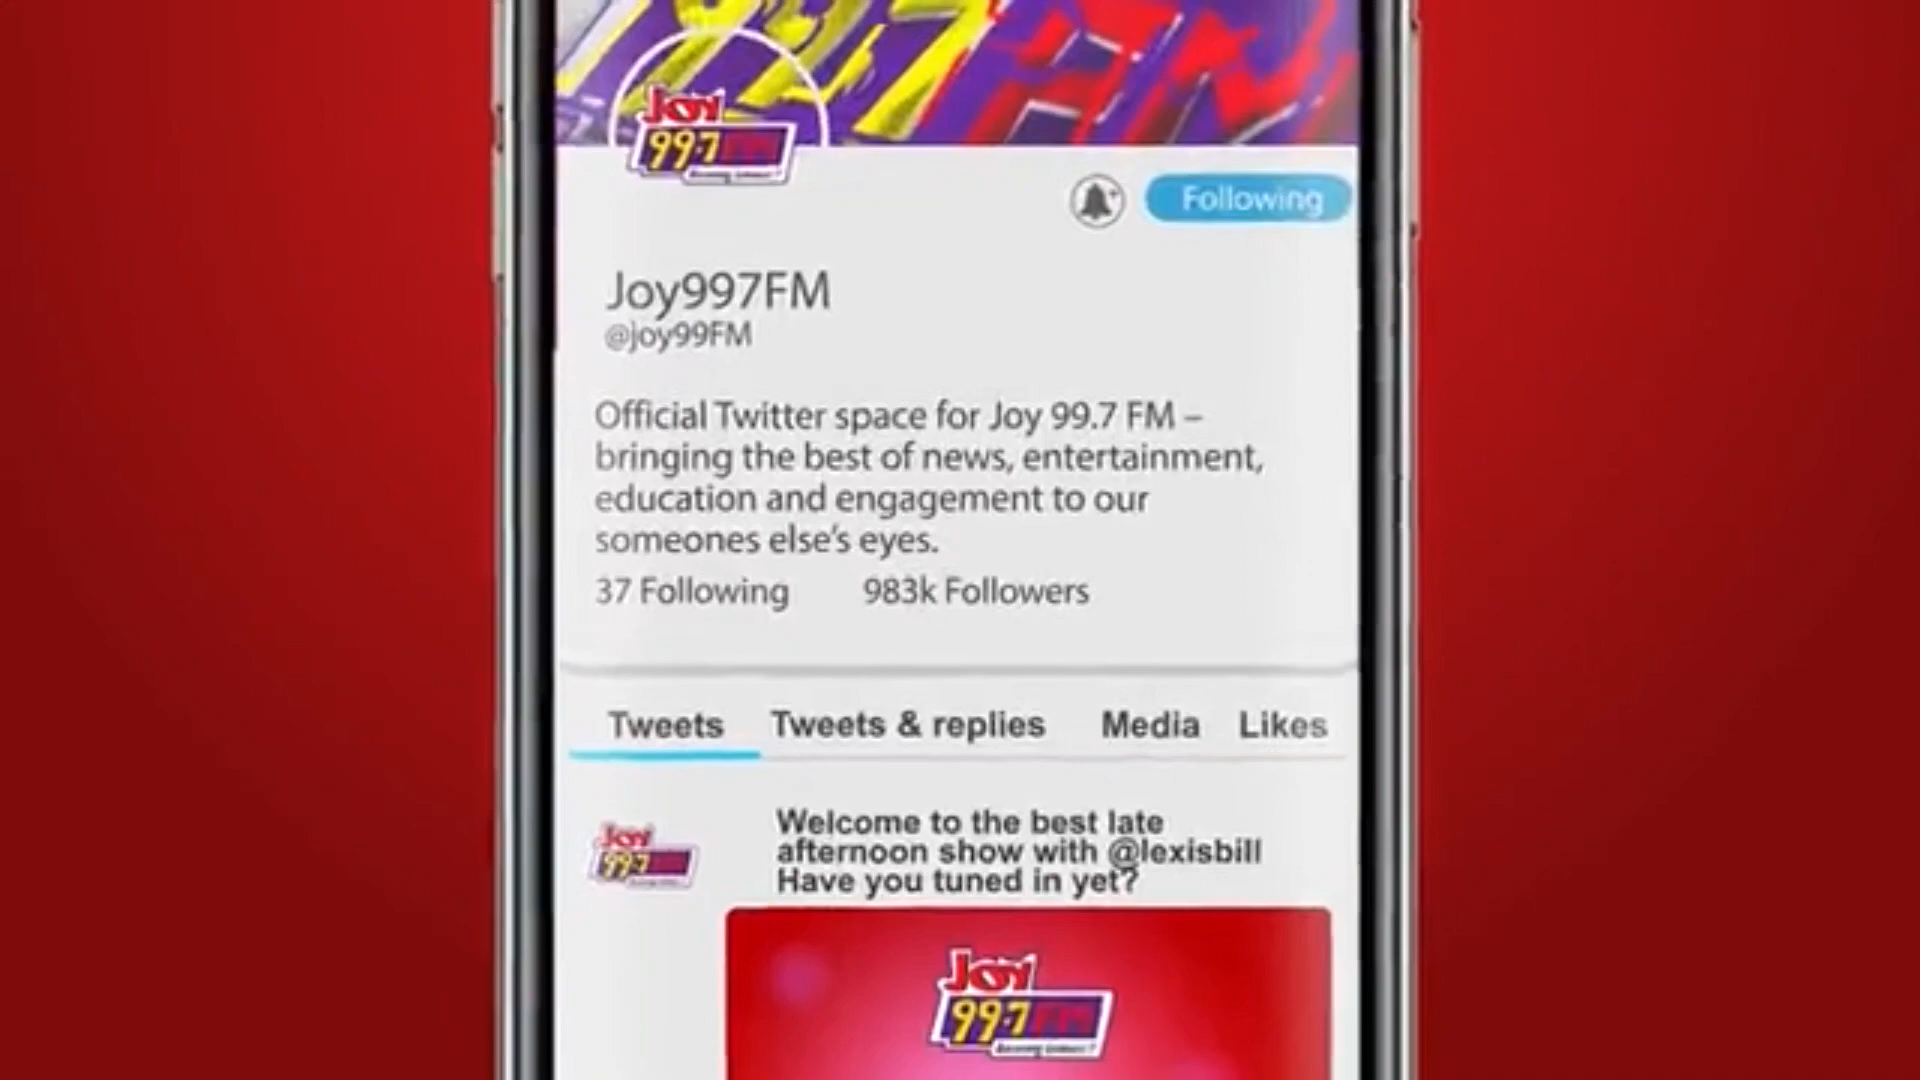 99.7 FM
Joy
99.7 FM
Following
Joy997FM
@joy99FM
Official Twitter space for Joy 99.7 FM –
bringing the best of news, entertainment,
education and engagement to our
someones else's eyes.
37 Following 983k Followers
Tweets Tweets & replies Media Likes
Joy
99.7 FM
Welcome to the best late
afternoon show with @lexisbill
Have you tuned in yet?
Joy
99.7 FM